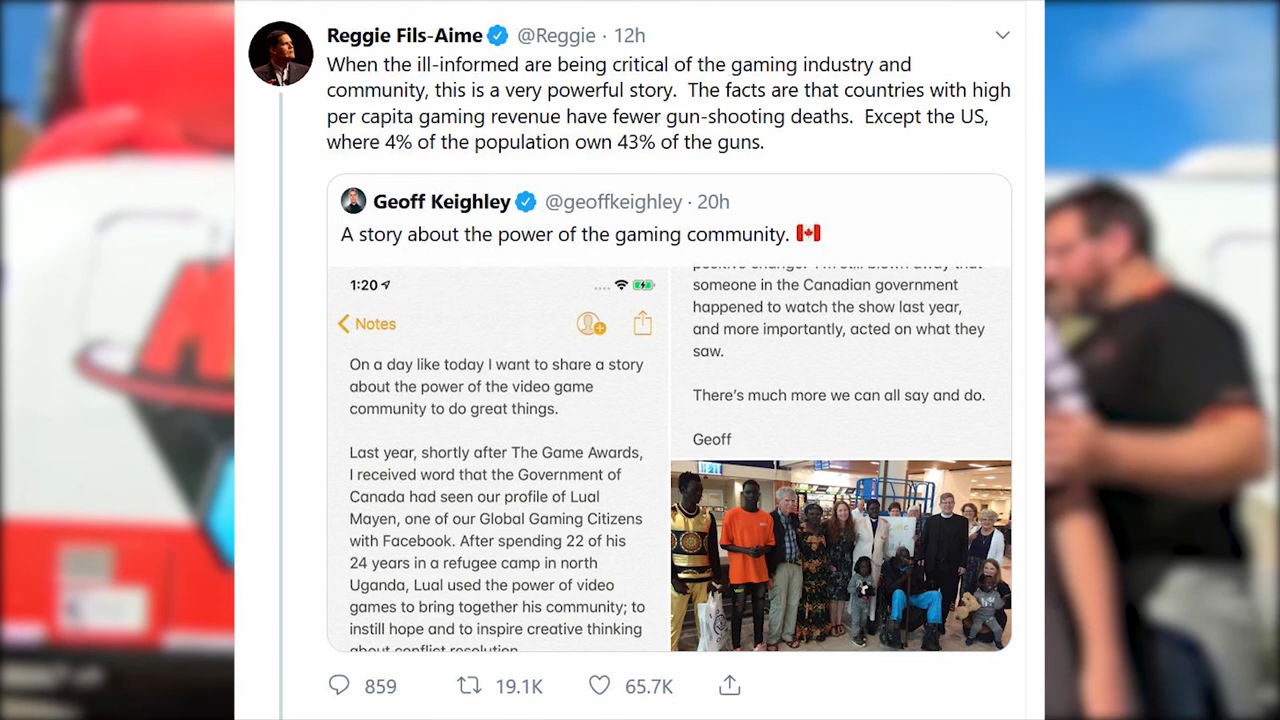 Reggie Fils-Aime @Reggie · 12h
When the ill-informed are being critical of the gaming industry and
community, this is a very powerful story. The facts are that countries with high
per capita gaming revenue have fewer gun-shooting deaths. Except the US,
where 4% of the population own 43% of the guns.
Geoff Keighley @geoffkeighley · 20h
A story about the power of the gaming community. 🇨🇦
1:20
Notes
On a day like today I want to share a story
about the power of the video game
community to do great things.
Last year, shortly after The Game Awards,
I received word that the Government of
Canada had seen our profile of Lual
Mayen, one of our Global Gaming Citizens
with Facebook. After spending 22 of his
24 years in a refugee camp in north
Uganda, Lual used the power of video
games to bring together his community; to
instill hope and to inspire creative thinking
about conflict resolution
positive change. I'm still blown away that
someone in the Canadian government
happened to watch the show last year,
and more importantly, acted on what they
saw.
There's much more we can all say and do.
Geoff
859 19.1K 65.7K